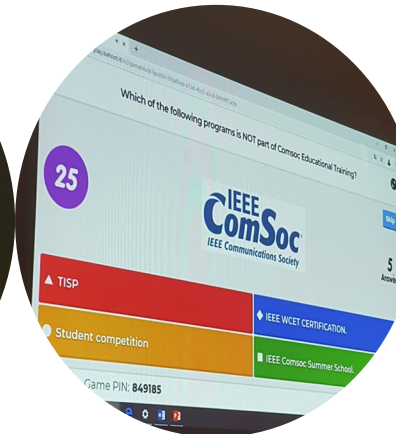 Which of the following programs is NOT part of Comsoc Educational Training?
25
Skip
IEEE
ComSoc
IEEE Communications Society
5
TISP
IEEE WCET CERTIFICATION.
Student competition
IEEE Comsoc Summer School.
Game PIN: 849185